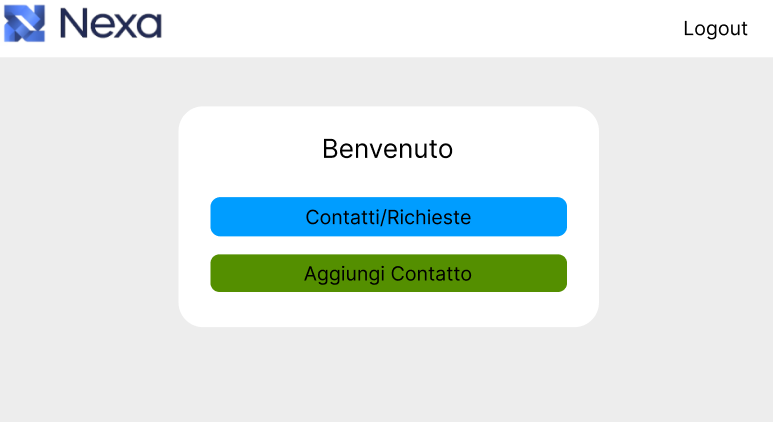 Nexa
Logout
Benvenuto
Contatti/Richieste
Aggiungi Contatto